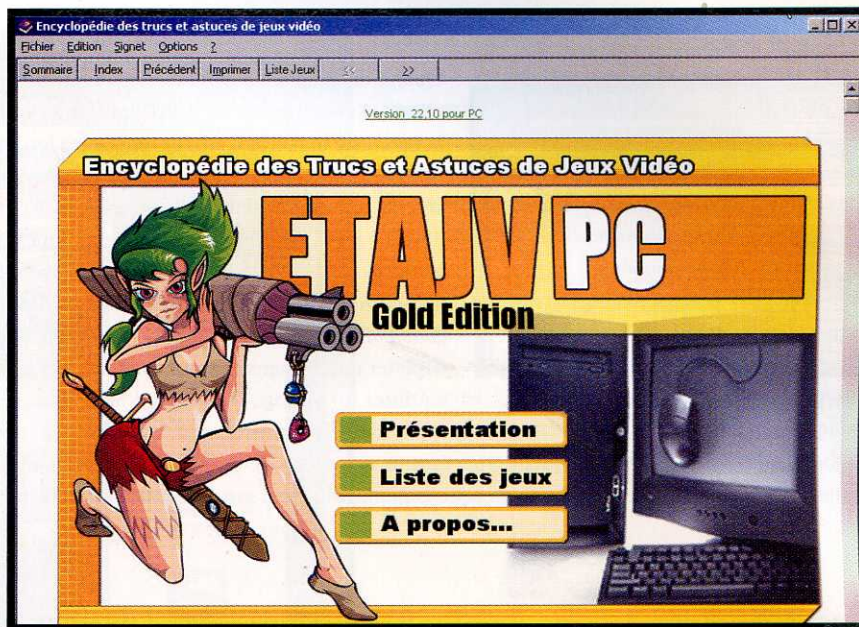 Encyclopédie des trucs et astuces de jeux vidéo
Fichier Edition Signet Options ?
Sommaire Index Précédent Imprimer Liste Jeux << >>
Version 22,10 pour PC
Encyclopédie des Trucs et Astuces de Jeux Vidéo
ETAJV PC
Gold Edition
Présentation
Liste des jeux
A propos...